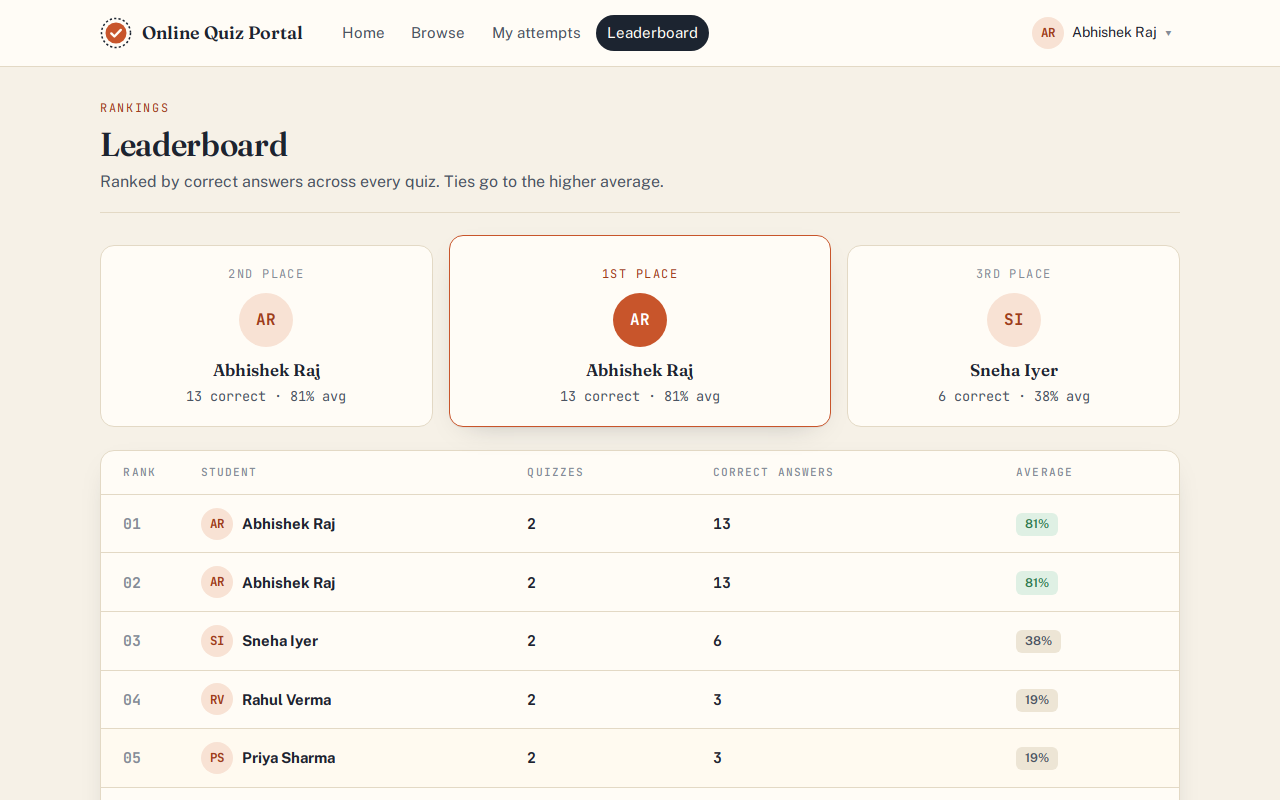 Online Quiz Portal Home Browse My attempts Leaderboard AR Abhishek Raj ▼
RANKINGS
Leaderboard
Ranked by correct answers across every quiz. Ties go to the higher average.
2ND PLACE
AR
Abhishek Raj
13 correct · 81% avg
1ST PLACE
AR
Abhishek Raj
13 correct · 81% avg
3RD PLACE
SI
Sneha Iyer
6 correct · 38% avg
RANK STUDENT QUIZZES CORRECT ANSWERS AVERAGE
01 AR Abhishek Raj 2 13 81%
02 AR Abhishek Raj 2 13 81%
03 SI Sneha Iyer 2 6 38%
04 RV Rahul Verma 2 3 19%
05 PS Priya Sharma 2 3 19%